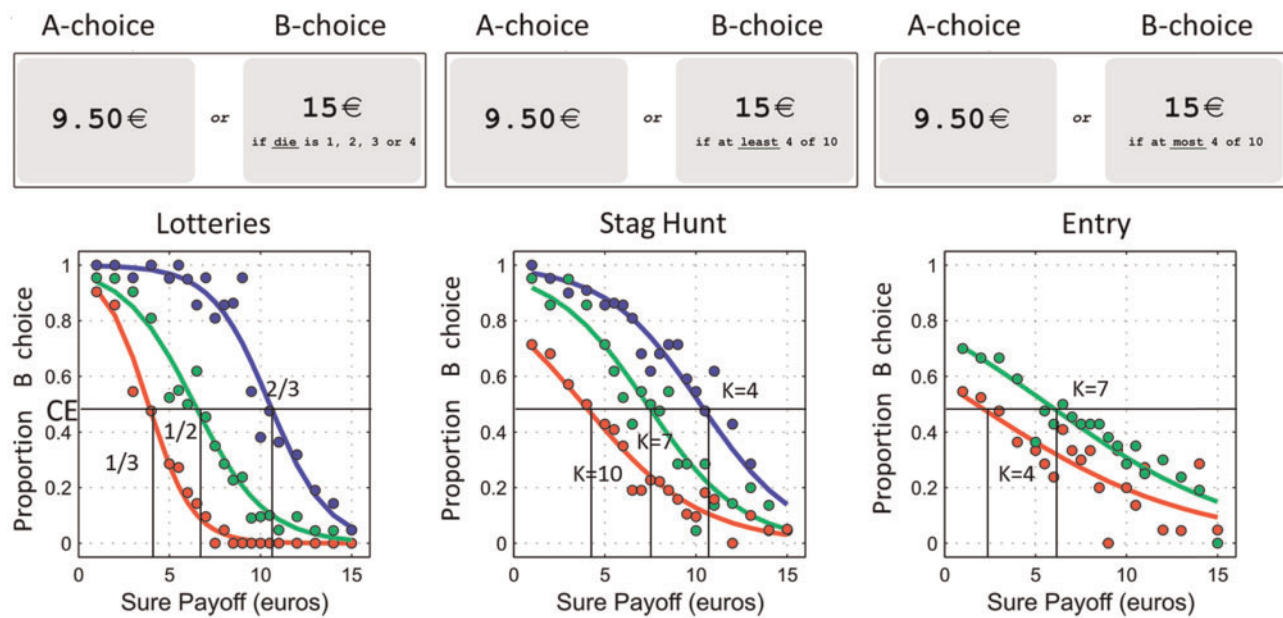 A-choice B-choice A-choice B-choice A-choice B-choice
9.50€ or 15€
if die is 1, 2, 3 or 4
9.50€ or 15€
if at least 4 of 10
9.50€ or 15€
if at most 4 of 10
Lotteries
Proportion B choice
CE
1
0.8
0.6
0.4
0.2
0
2/3
1/2
1/3
0 5 10 15
Sure Payoff (euros)
Stag Hunt
Proportion B choice
1
0.8
0.6
0.4
0.2
0
K=4
K=7
K=10
0 5 10 15
Sure Payoff (euros)
Entry
Proportion B choice
1
0.8
0.6
0.4
0.2
0
K=7
K=4
0 5 10 15
Sure Payoff (euros)